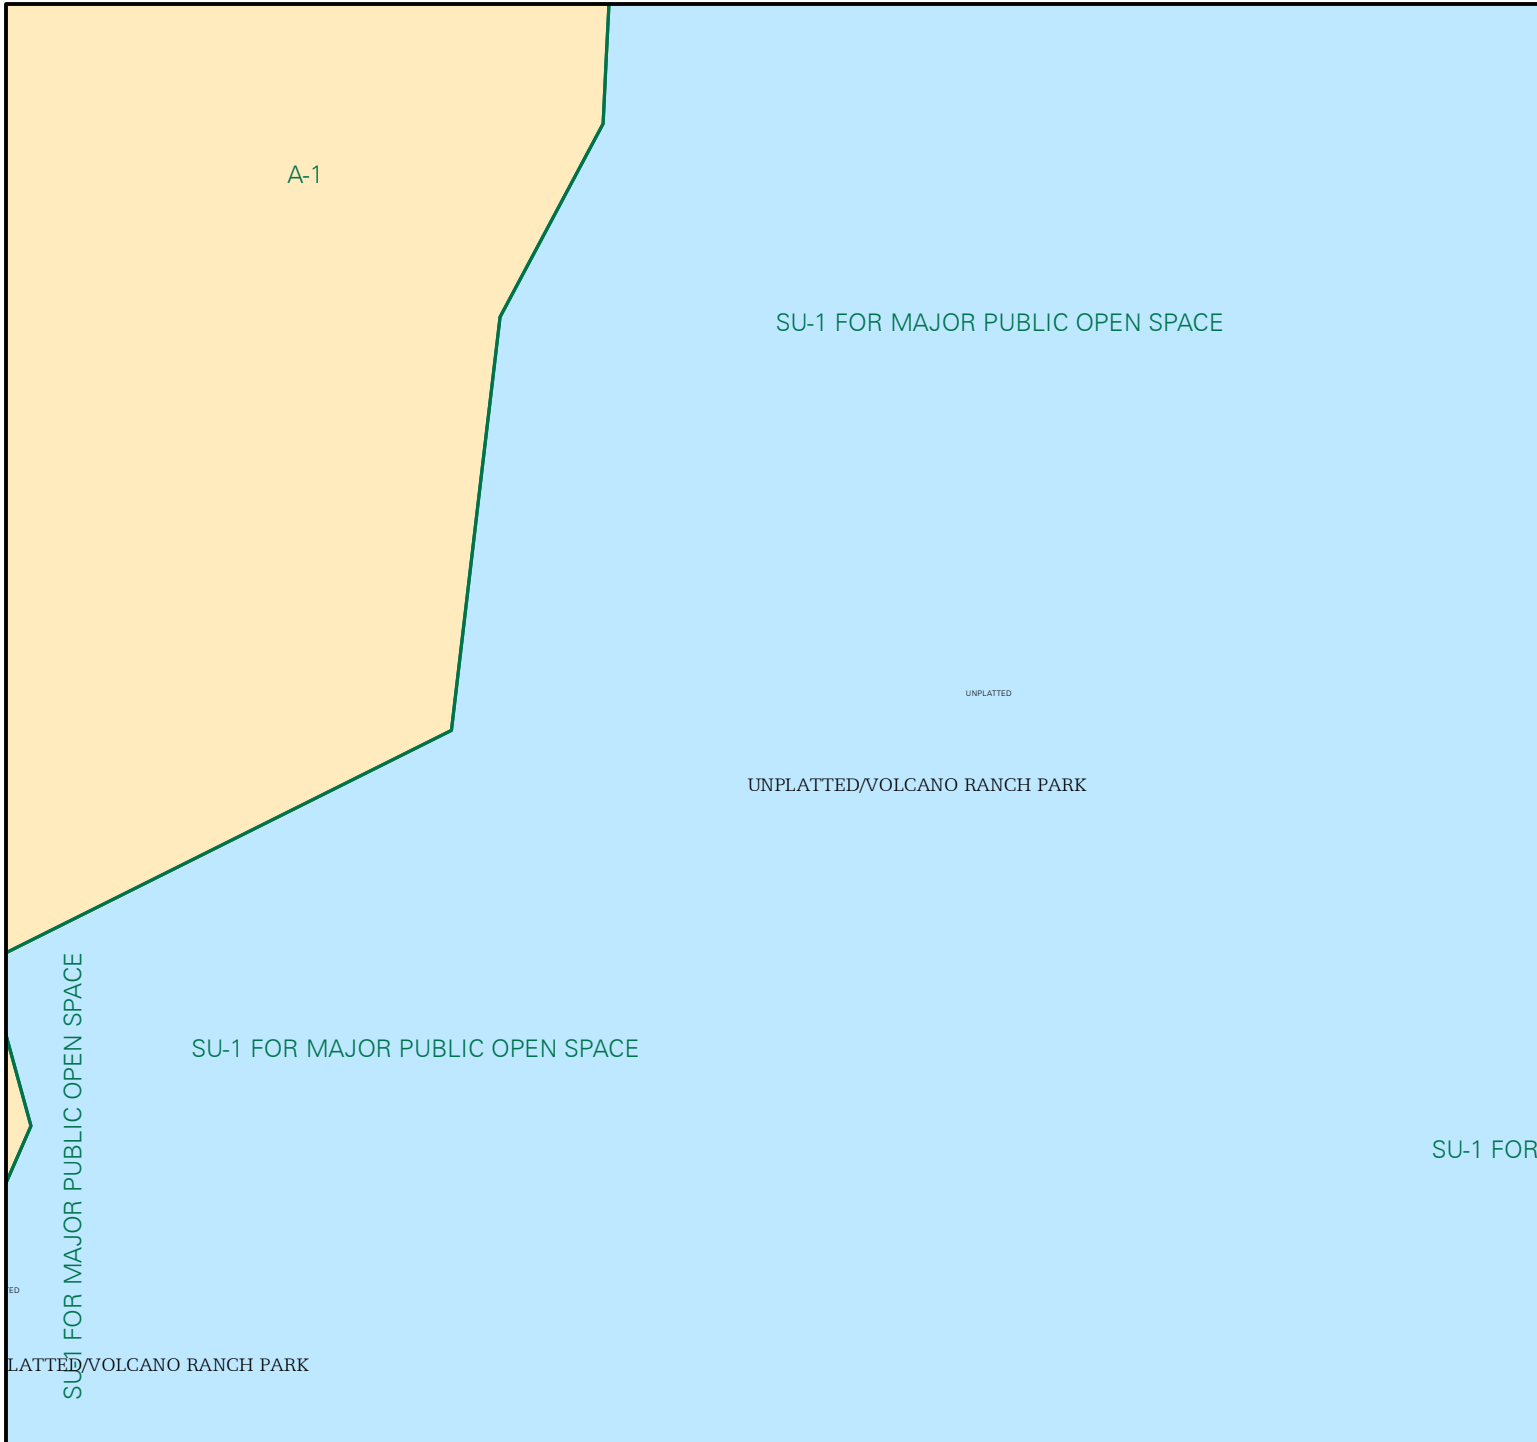 A-1
SU-1 FOR MAJOR PUBLIC OPEN SPACE
UNPLATTED
UNPLATTED/VOLCANO RANCH PARK
SU-1 FOR MAJOR PUBLIC OPEN SPACE
SU-1 FOR MAJOR PUBLIC OPEN SPACE
SU-1 FOR
TED
LATTED/VOLCANO RANCH PARK